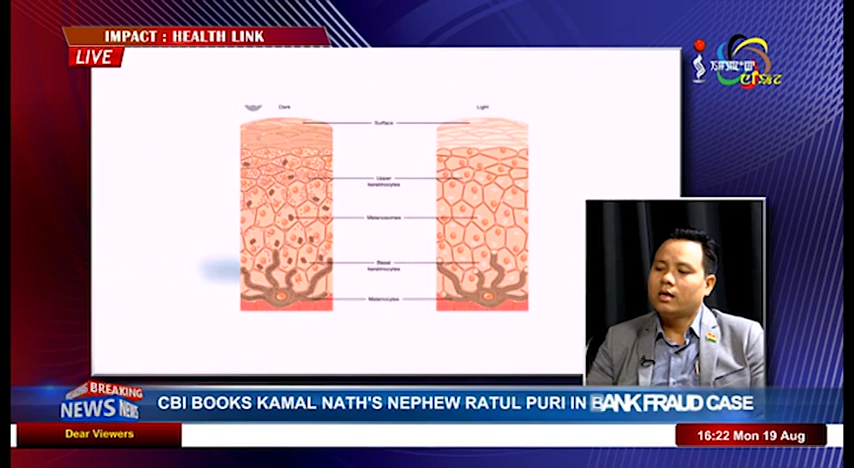 IMPACT : HEALTH LINK
LIVE
Dark
Light
Surface
Upper
keratinocytes
Melanosomes
Basal
keratinocytes
Melanocytes
BREAKING
NEWS NEWS
CBI BOOKS KAMAL NATH'S NEPHEW RATUL PURI IN BANK FRAUD CASE
Dear Viewers
16:22 Mon 19 Aug